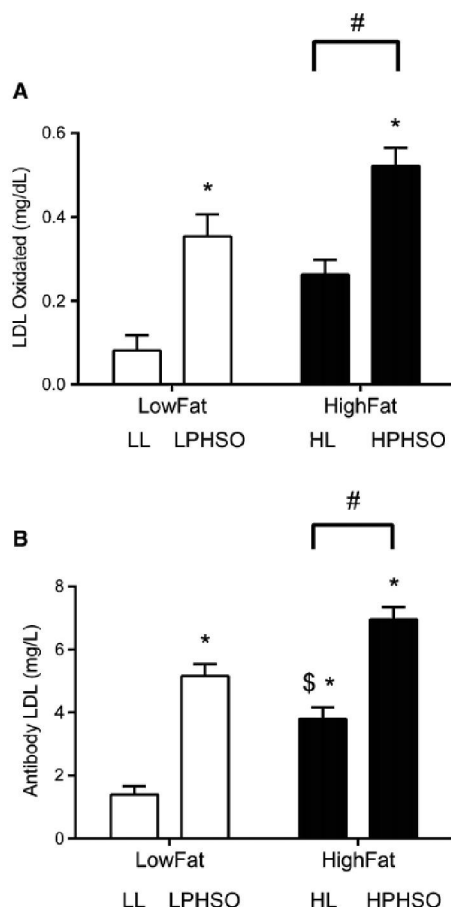 #
A
*
*
LDL Oxidated (mg/dL)
0.6
0.4
0.2
0.0
LowFat HighFat
LL LPHSO HL HPHSO
#
B
*
*
$ *
Antibody LDL (mg/L)
8
6
4
2
0
LowFat HighFat
LL LPHSO HL HPHSO